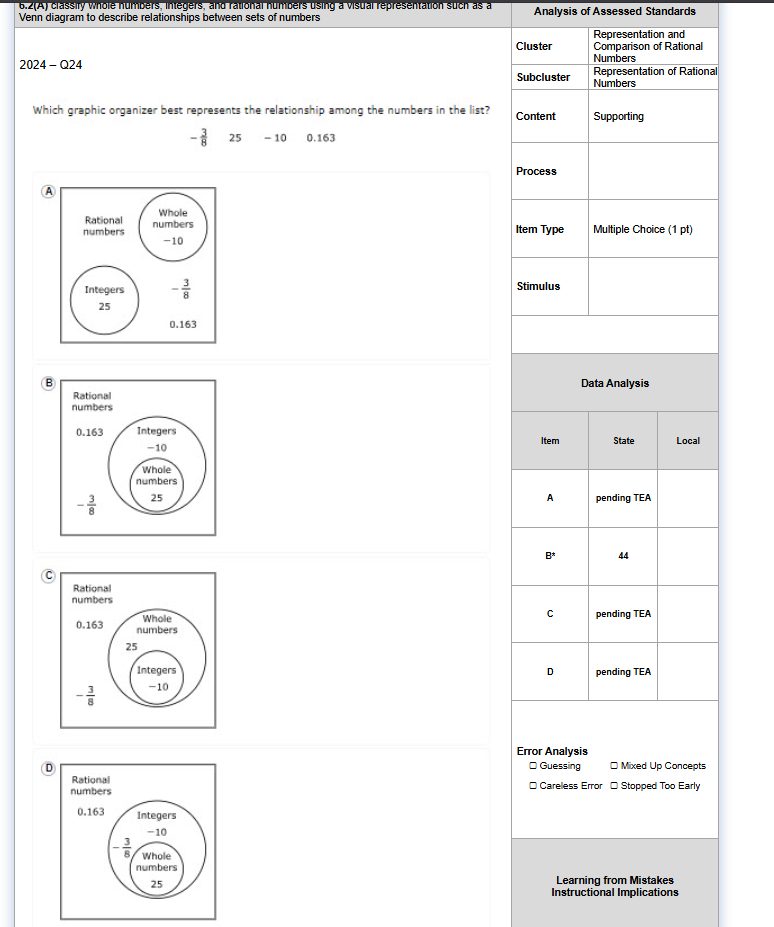 6.2(A) classify whole numbers, integers, and rational numbers using a visual representation such as a
Venn diagram to describe relationships between sets of numbers
2024 – Q24
Which graphic organizer best represents the relationship among the numbers in the list?
-3/8 25 -10 0.163
A
Rational
numbers
Whole
numbers
-10
Integers
25
-3/8
0.163
B
Rational
numbers
0.163
Integers
-10
Whole
numbers
25
-3/8
C
Rational
numbers
0.163
Whole
numbers
25
Integers
-10
-3/8
D
Rational
numbers
0.163
Integers
-10
-3/8
Whole
numbers
25
Analysis of Assessed Standards
Cluster
Representation and
Comparison of Rational
Numbers
Subcluster
Representation of Rational
Numbers
Content
Supporting
Process
Item Type
Multiple Choice (1 pt)
Stimulus
Data Analysis
Item State Local
A pending TEA
B* 44
C pending TEA
D pending TEA
Error Analysis
☐ Guessing ☐ Mixed Up Concepts
☐ Careless Error ☐ Stopped Too Early
Learning from Mistakes
Instructional Implications